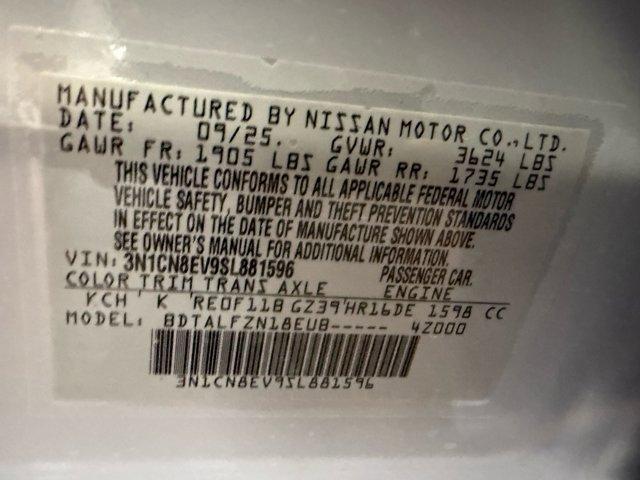 MANUFACTURED BY NISSAN MOTOR CO., LTD.
DATE: 09/25. GVWR: 3624 LBS
GAWR FR: 1905 LBS GAWR RR: 1735 LBS
THIS VEHICLE CONFORMS TO ALL APPLICABLE FEDERAL MOTOR
VEHICLE SAFETY, BUMPER AND THEFT PREVENTION STANDARDS
IN EFFECT ON THE DATE OF MANUFACTURE SHOWN ABOVE.
SEE OWNER'S MANUAL FOR ADDITIONAL INFORMATION.
VIN: 3N1CN8EV9SL881596 PASSENGER CAR.
COLOR TRIM TRANS AXLE ENGINE
KCH K RE0F11B GZ39 HR16DE 1598 CC
MODEL: BDTALFZN18EUB----- 4Z000
3N1CN8EV9SL881596